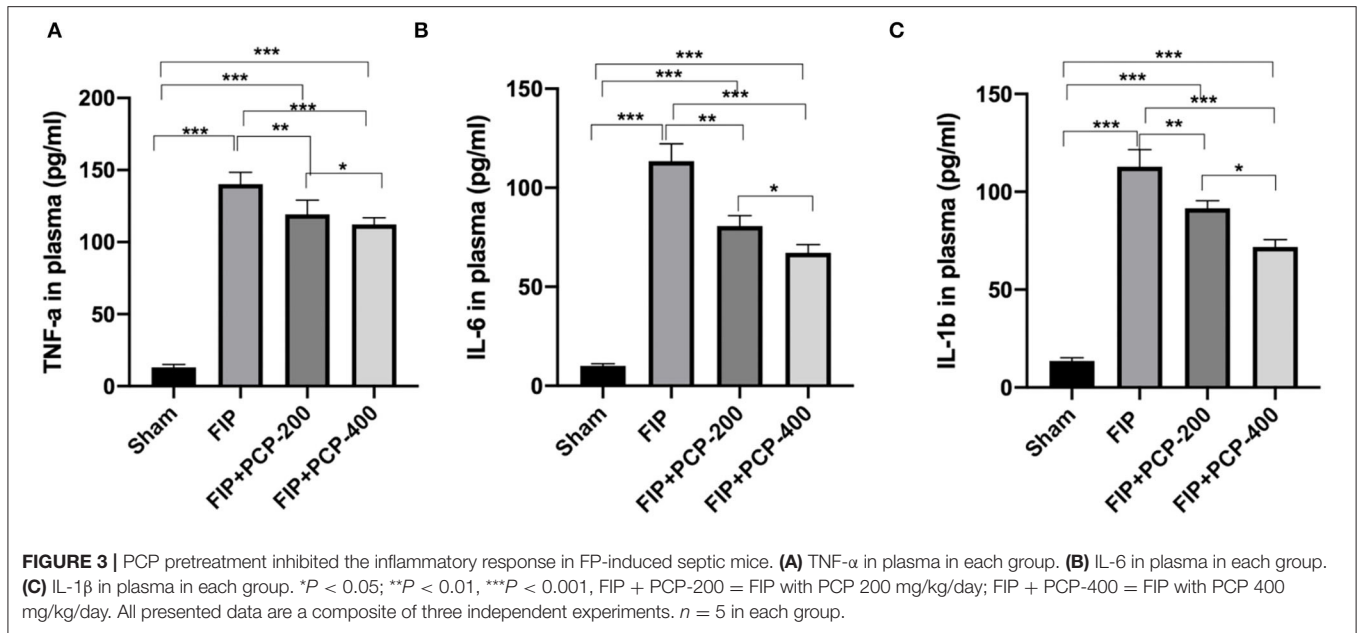 A
***
***
***
***
**
*
TNF-a in plasma (pg/ml)
200
150
100
50
0
Sham
FIP
FIP+PCP-200
FIP+PCP-400
B
***
***
***
***
**
*
IL-6 in plasma (pg/ml)
150
100
50
0
Sham
FIP
FIP+PCP-200
FIP+PCP-400
C
***
***
***
***
**
*
IL-1b in plasma (pg/ml)
150
100
50
0
Sham
FIP
FIP+PCP-200
FIP+PCP-400
FIGURE 3 | PCP pretreatment inhibited the inflammatory response in FP-induced septic mice. (A) TNF-α in plasma in each group. (B) IL-6 in plasma in each group.
(C) IL-1β in plasma in each group. *P < 0.05; **P < 0.01, ***P < 0.001, FIP + PCP-200 = FIP with PCP 200 mg/kg/day; FIP + PCP-400 = FIP with PCP 400
mg/kg/day. All presented data are a composite of three independent experiments. n = 5 in each group.